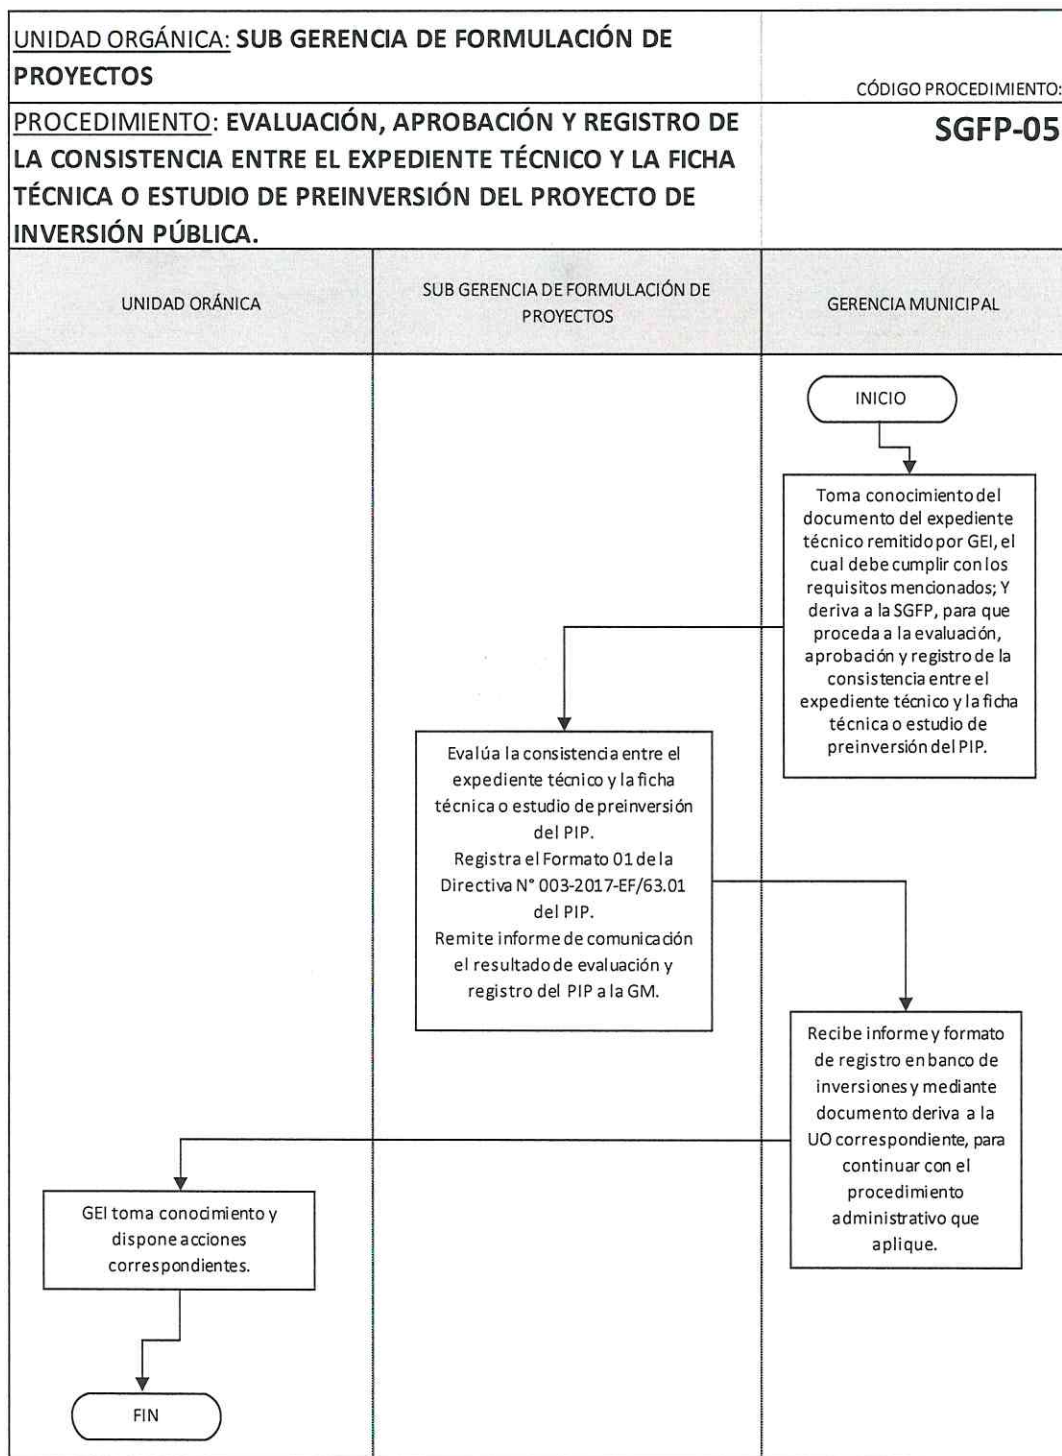 UNIDAD ORGÁNICA: SUB GERENCIA DE FORMULACIÓN DE
PROYECTOS
CÓDIGO PROCEDIMIENTO:
PROCEDIMIENTO: EVALUACIÓN, APROBACIÓN Y REGISTRO DE
LA CONSISTENCIA ENTRE EL EXPEDIENTE TÉCNICO Y LA FICHA
TÉCNICA O ESTUDIO DE PREINVERSIÓN DEL PROYECTO DE
INVERSIÓN PÚBLICA.
SGFP-05
UNIDAD ORÁNICA
SUB GERENCIA DE FORMULACIÓN DE
PROYECTOS
GERENCIA MUNICIPAL
INICIO
Toma conocimiento del
documento del expediente
técnico remitido por GEI, el
cual debe cumplir con los
requisitos mencionados; Y
deriva a la SGFP, para que
proceda a la evaluación,
aprobación y registro de la
consistencia entre el
expediente técnico y la ficha
técnica o estudio de
preinversión del PIP.
Evalúa la consistencia entre el
expediente técnico y la ficha
técnica o estudio de preinversión
del PIP.
Registra el Formato 01 de la
Directiva N° 003-2017-EF/63.01
del PIP.
Remite informe de comunicación
el resultado de evaluación y
registro del PIP a la GM.
Recibe informe y formato
de registro en banco de
inversiones y mediante
documento deriva a la
UO correspondiente, para
continuar con el
procedimiento
administrativo que
aplique.
GEI toma conocimiento y
dispone acciones
correspondientes.
FIN